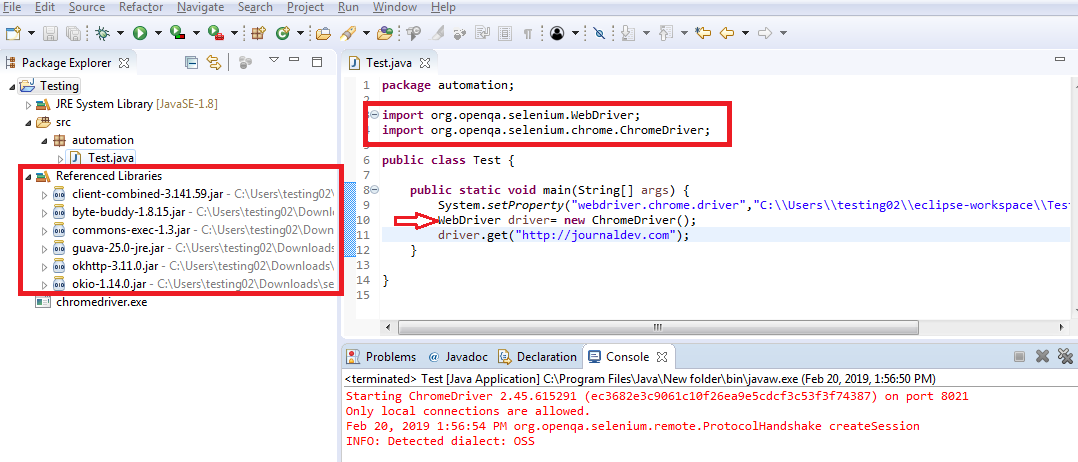 File Edit Source Refactor Navigate Search Project Run Window Help
Package Explorer
Testing
JRE System Library [JavaSE-1.8]
src
automation
Test.java
Referenced Libraries
client-combined-3.141.59.jar - C:\Users\testing02\
byte-buddy-1.8.15.jar - C:\Users\testing02\Downl
commons-exec-1.3.jar - C:\Users\testing02\Downl
guava-25.0-jre.jar - C:\Users\testing02\Downloads
okhttp-3.11.0.jar - C:\Users\testing02\Downloads\
okio-1.14.0.jar - C:\Users\testing02\Downloads\se
chromedriver.exe
Test.java
1 package automation;
2
3 import org.openqa.selenium.WebDriver;
4 import org.openqa.selenium.chrome.ChromeDriver;
5
6 public class Test {
7
8 public static void main(String[] args) {
9 System.setProperty("webdriver.chrome.driver","C:\\Users\\testing02\\eclipse-workspace\\Tes
10 WebDriver driver= new ChromeDriver();
11 driver.get("http://journaldev.com");
12 }
13
14 }
15
Problems @ Javadoc Declaration Console
<terminated> Test [Java Application] C:\Program Files\Java\New folder\bin\javaw.exe (Feb 20, 2019, 1:56:50 PM)
Starting ChromeDriver 2.45.615291 (ec3682e3c9061c10f26ea9e5cdcf3c53f3f74387) on port 8021
Only local connections are allowed.
Feb 20, 2019 1:56:54 PM org.openqa.selenium.remote.ProtocolHandshake createSession
INFO: Detected dialect: OSS